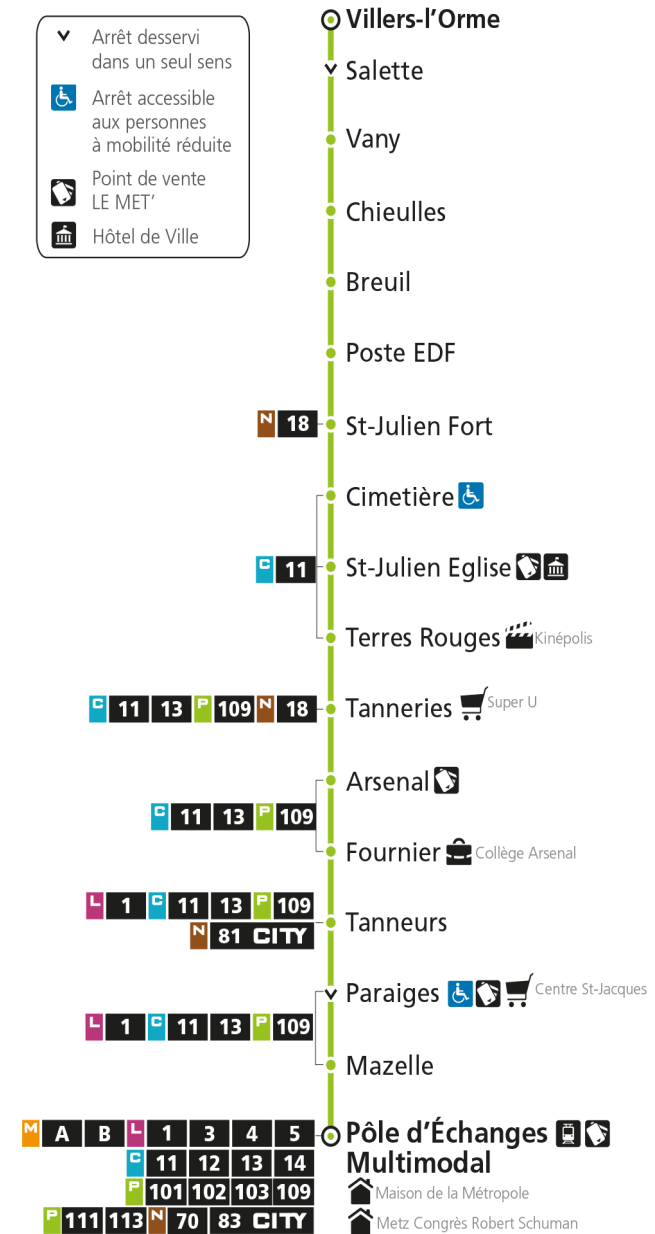 Arrêt desservi
dans un seul sens
Arrêt accessible
aux personnes
à mobilité réduite
Point de vente
LE MET'
Hôtel de Ville
Villers-l'Orme
Salette
Vany
Chieulles
Breuil
Poste EDF
N 18 St-Julien Fort
Cimetière
C 11 St-Julien Eglise
Terres Rouges Kinépolis
C 11 13 P 109 N 18 Tanneries Super U
Arsenal
C 11 13 P 109
Fournier Collège Arsenal
L 1 C 11 13 P 109
N 81 CITY
Tanneurs
Paraiges Centre St-Jacques
L 1 C 11 13 P 109
Mazelle
M A B L 1 3 4 5 Pôle d'Échanges
C 11 12 13 14 Multimodal
P 101 102 103 109 Maison de la Métropole
P 111 113 N 70 83 CITY Metz Congrès Robert Schuman